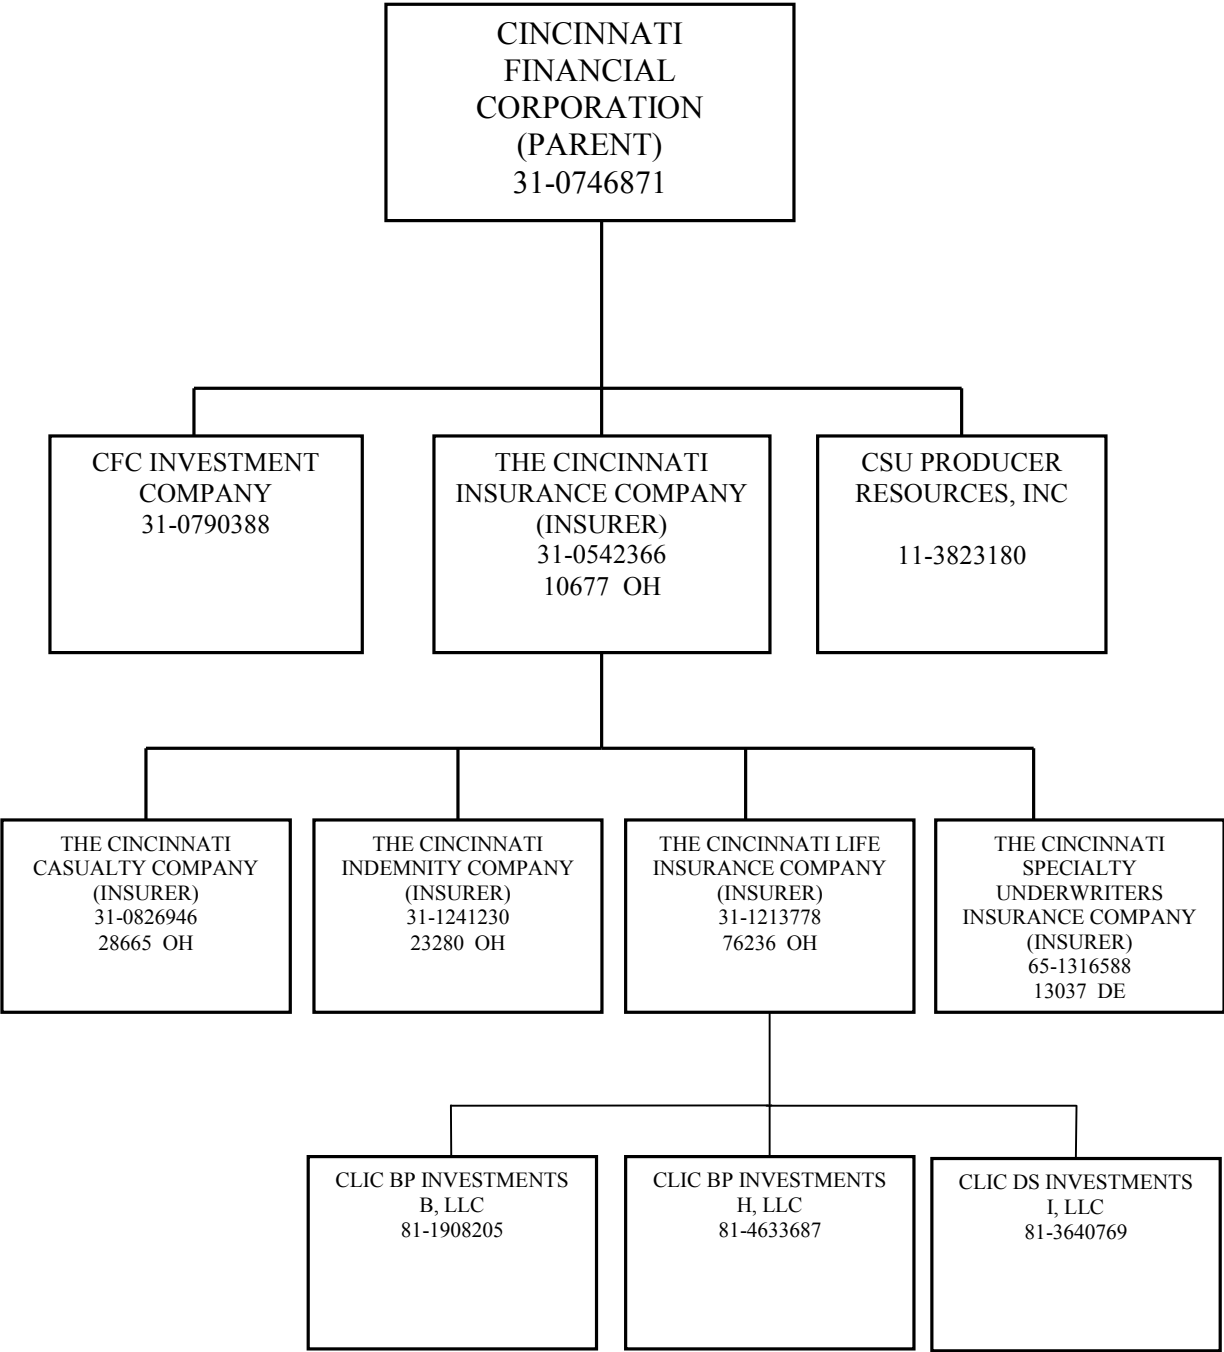 CINCINNATI
FINANCIAL
CORPORATION
(PARENT)
31-0746871
CFC INVESTMENT
COMPANY
31-0790388
THE CINCINNATI
INSURANCE COMPANY
(INSURER)
31-0542366
10677 OH
CSU PRODUCER
RESOURCES, INC
11-3823180
THE CINCINNATI
CASUALTY COMPANY
(INSURER)
31-0826946
28665 OH
THE CINCINNATI
INDEMNITY COMPANY
(INSURER)
31-1241230
23280 OH
THE CINCINNATI LIFE
INSURANCE COMPANY
(INSURER)
31-1213778
76236 OH
THE CINCINNATI
SPECIALTY
UNDERWRITERS
INSURANCE COMPANY
(INSURER)
65-1316588
13037 DE
CLIC BP INVESTMENTS
B, LLC
81-1908205
CLIC BP INVESTMENTS
H, LLC
81-4633687
CLIC DS INVESTMENTS
I, LLC
81-3640769